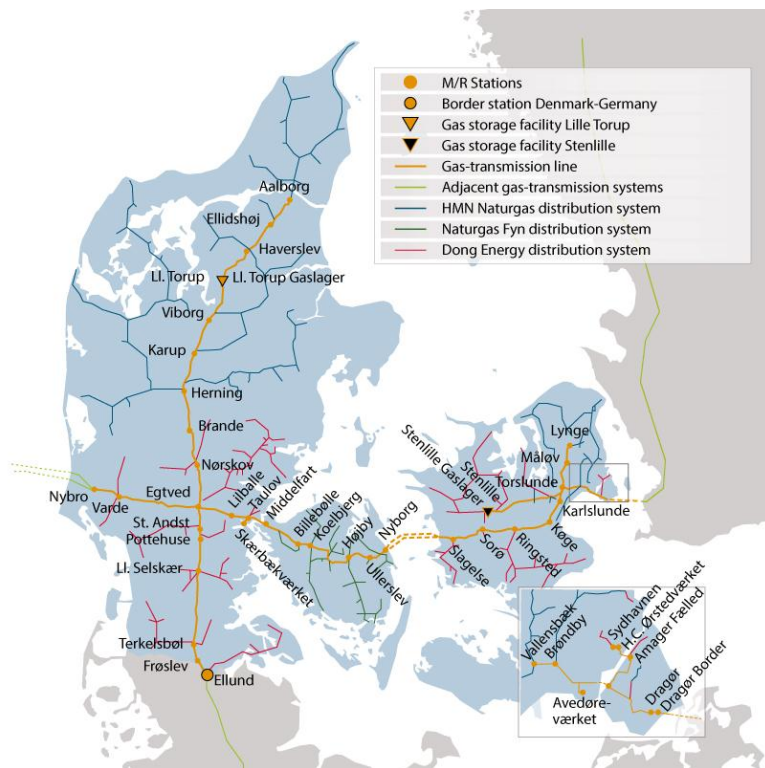 M/R Stations
Border station Denmark-Germany
Gas storage facility Lille Torup
Gas storage facility Stenlille
Gas-transmission line
Adjacent gas-transmission systems
HMN Naturgas distribution system
Naturgas Fyn distribution system
Dong Energy distribution system
Aalborg
Ellidshøj
Haverslev
Ll. Torup
Ll. Torup Gaslager
Viborg
Karup
Herning
Brande
Nørskov
Nybro
Varde
Egtved
Lilballe
Taulov
Middelfart
St. Andst
Pottehuse
Skærbækværket
Ll. Selskær
Terkelsbøl
Frøslev
Ellund
Billebølle
Koelbjerg
Højby
Nyborg
Ullerslev
Stenlille Gaslager
Stenlille
Lynge
Måløv
Torslunde
Karlslunde
Køge
Ringsted
Sorø
Slagelse
Vallensbæk
Brøndby
Sydhavnen
H.C. Ørstedværket
Amager Fælled
Avedøre-
værket
Dragør
Dragør Border